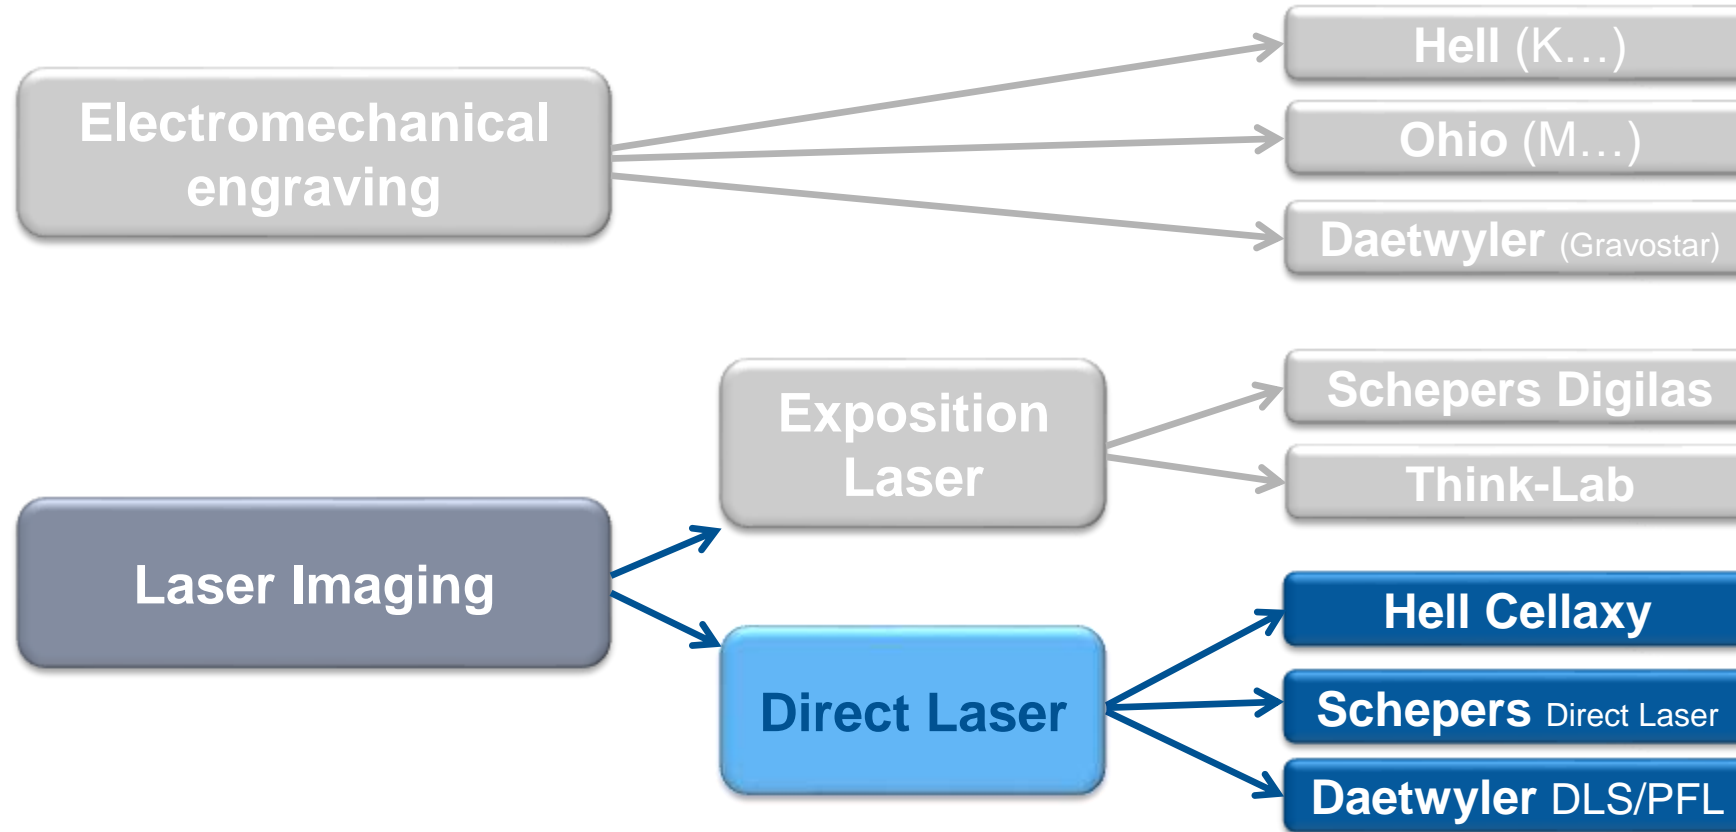 Electromechanical
engraving
Hell (K...)
Ohio (M...)
Daetwyler (Gravostar)
Laser Imaging
Exposition
Laser
Schepers Digilas
Think-Lab
Direct Laser
Hell Cellaxy
Schepers Direct Laser
Daetwyler DLS/PFL